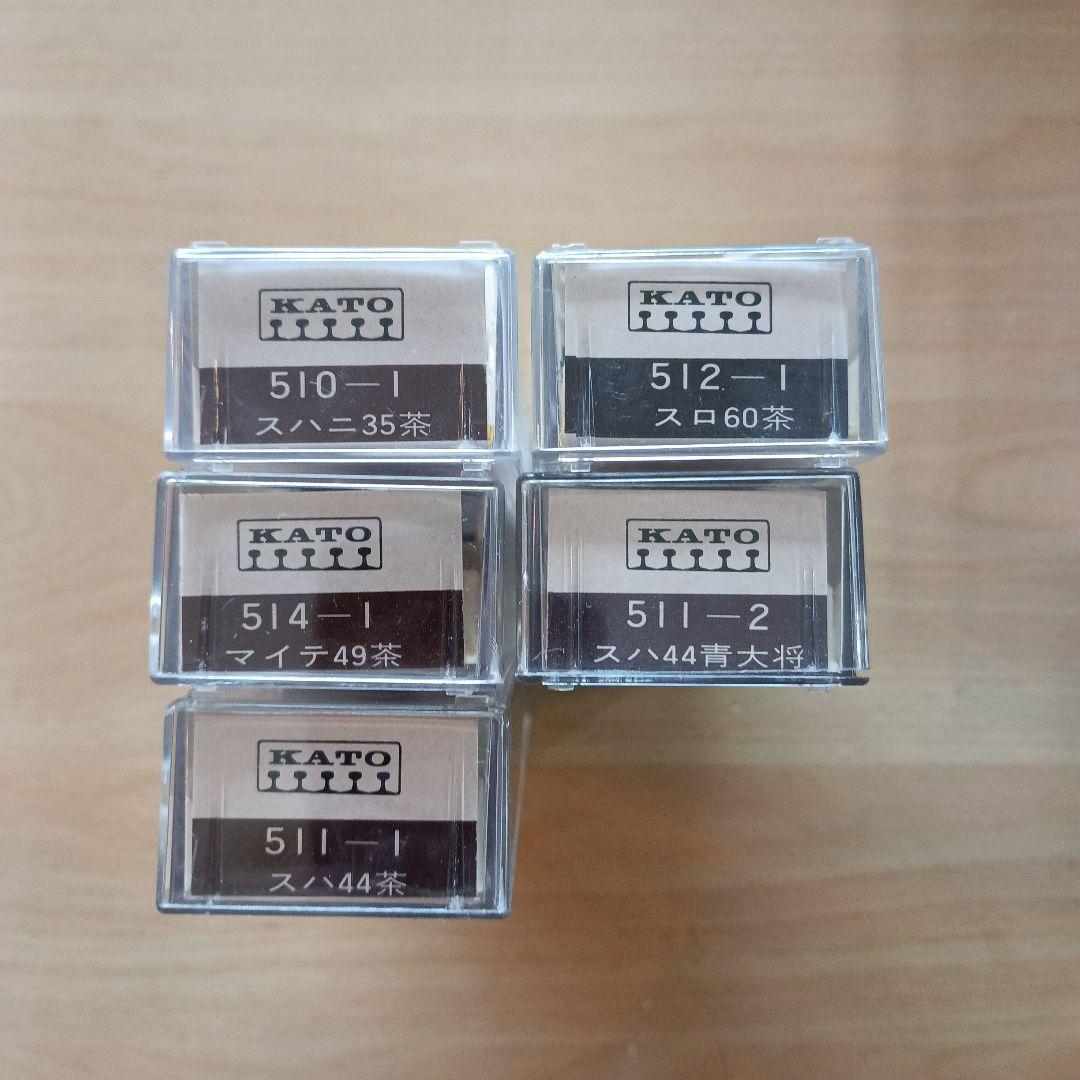 KATO
510-1
スハニ35茶
KATO
512-1
スロ60茶
KATO
514-1
マイテ49茶
KATO
511-2
スハ44青大将
KATO
511-1
スハ44茶